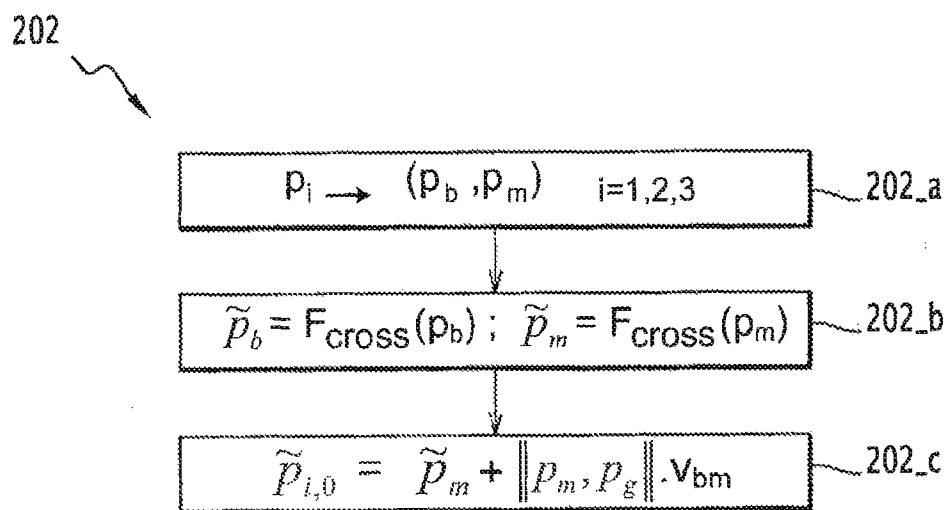 202
p_i → (p_b ,p_m) i=1,2,3
202_a
p̃_b = F_cross(p_b) ; p̃_m = F_cross(p_m)
202_b
p̃_{i,0} = p̃_m + ‖p_m, p_g‖ .v_bm
202_c